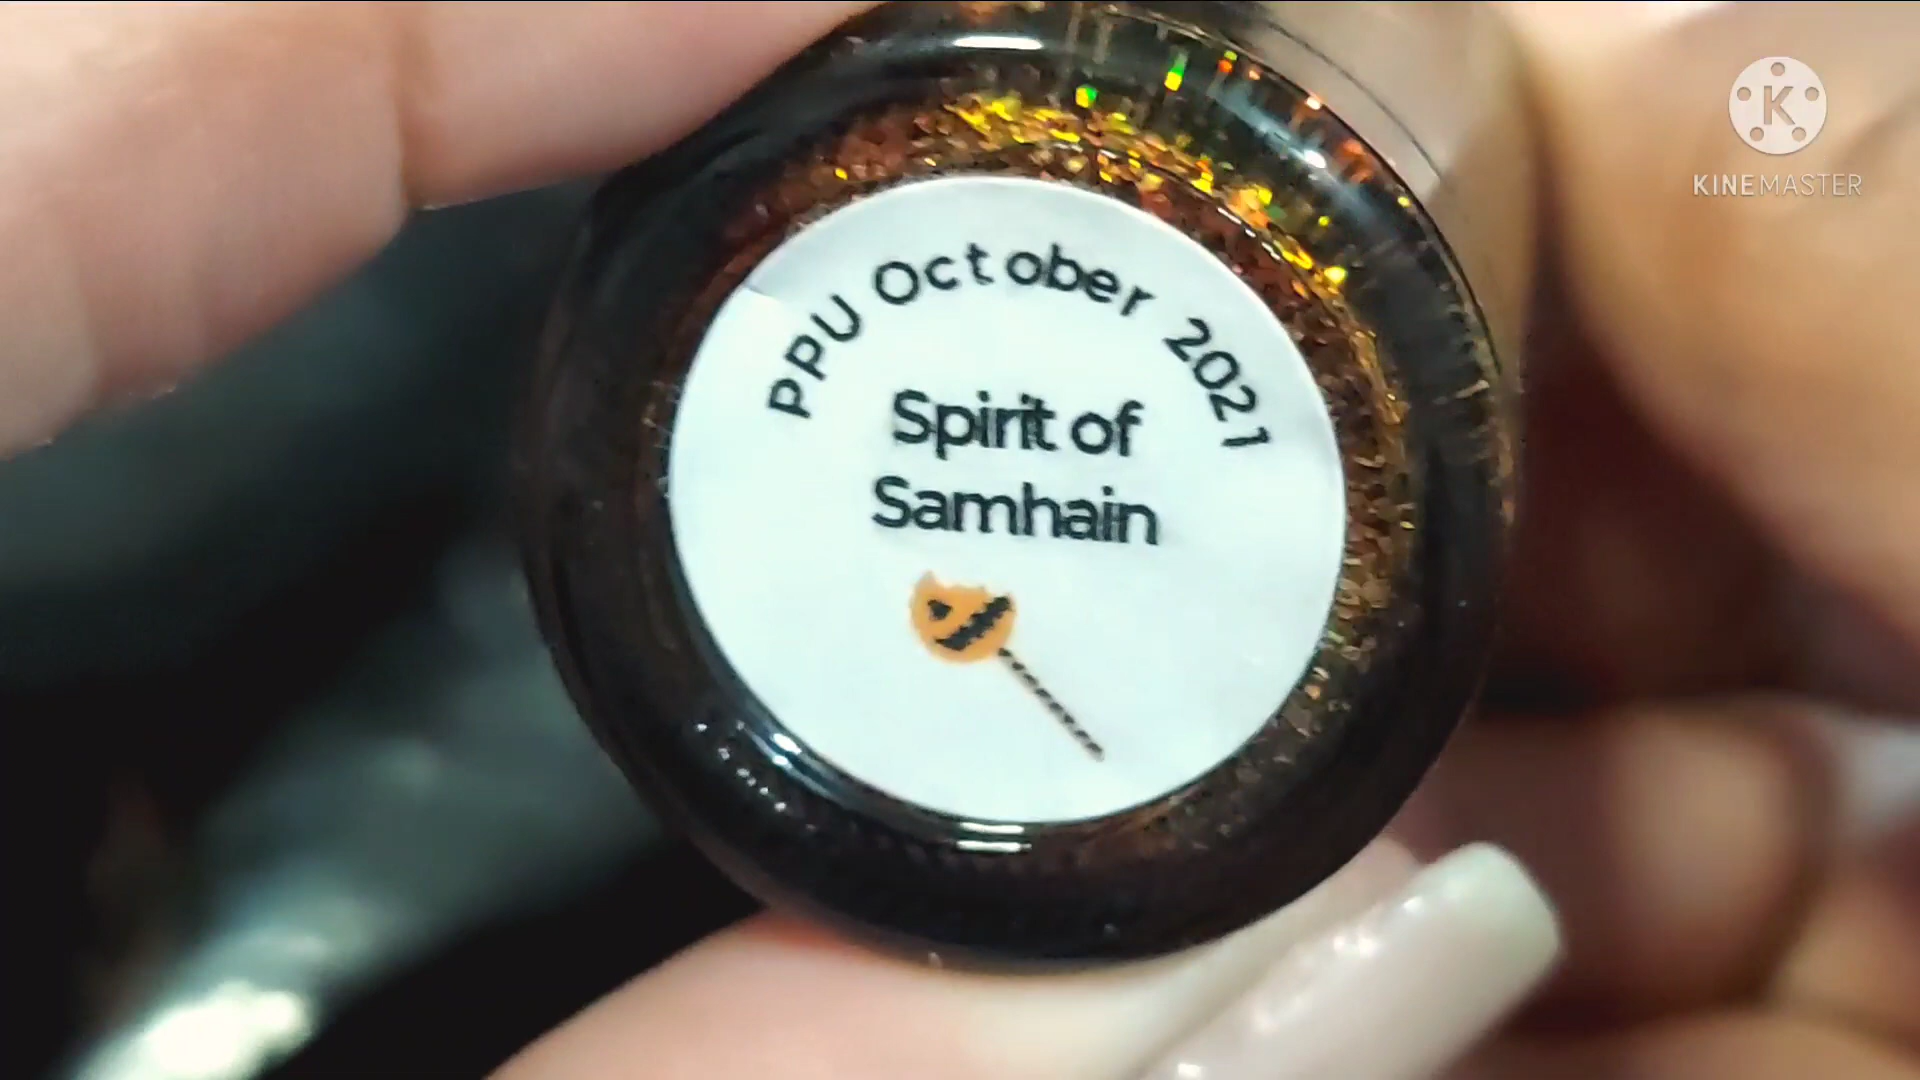 PPU October 2021
Spirit of
Samhain
K
KINEMASTER